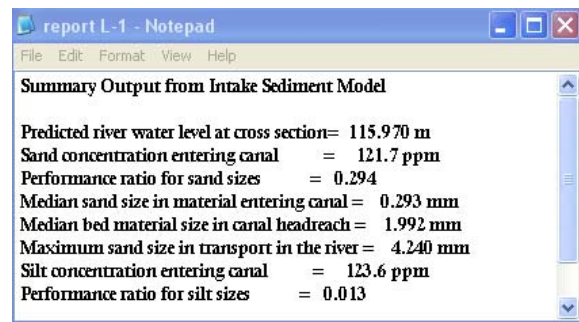 report L-1 - Notepad
File Edit Format View Help
Summary Output from Intake Sediment Model
Predicted river water level at cross section= 115.970 m
Sand concentration entering canal = 121.7 ppm
Performance ratio for sand sizes = 0.294
Median sand size in material entering canal = 0.293 mm
Median bed material size in canal headreach = 1.992 mm
Maximum sand size in transport in the river = 4.240 mm
Silt concentration entering canal = 123.6 ppm
Performance ratio for silt sizes = 0.013